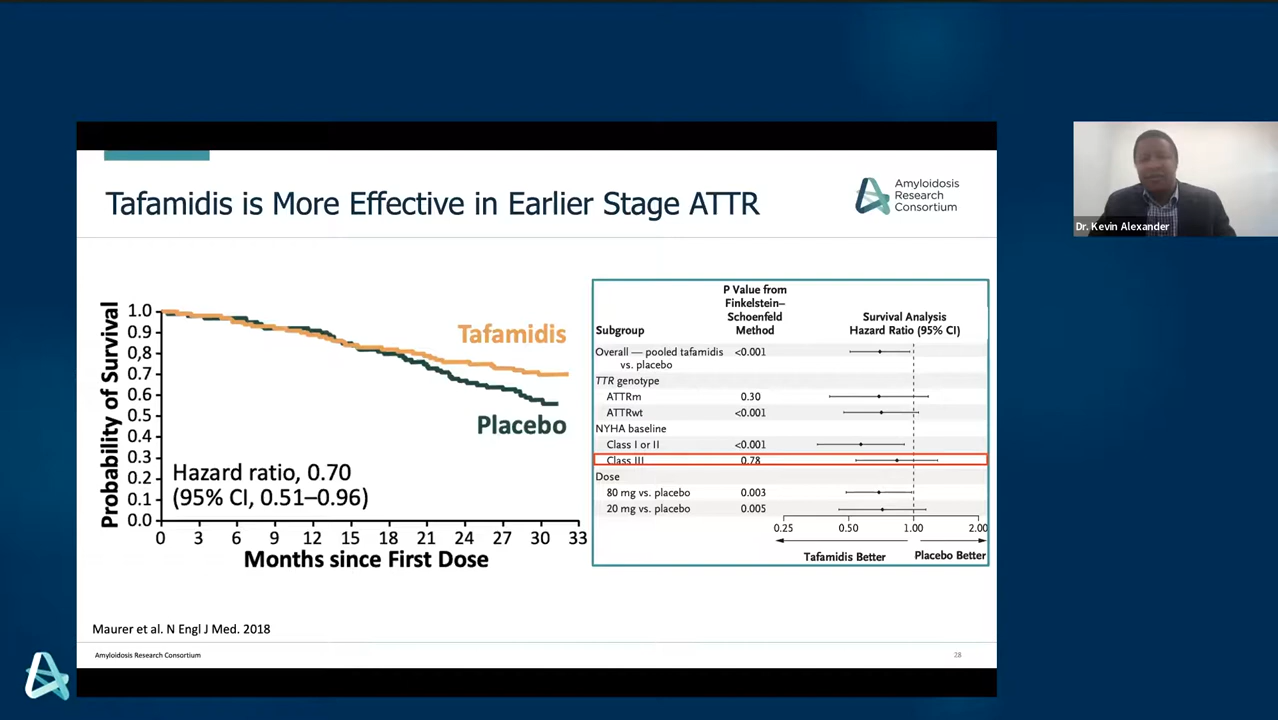 Tafamidis is More Effective in Earlier Stage ATTR
Amyloidosis
Research
Consortium
Dr. Kevin Alexander
Probability of Survival
1.0
0.9
0.8
0.7
0.6
0.5
0.4
0.3
0.2
0.1
0.0
Tafamidis
Placebo
Hazard ratio, 0.70
(95% CI, 0.51–0.96)
0 3 6 9 12 15 18 21 24 27 30 33
Months since First Dose
P Value from
Finkelstein–
Schoenfeld
Method
Subgroup
Survival Analysis
Hazard Ratio (95% CI)
Overall — pooled tafamidis <0.001
vs. placebo
TTR genotype
ATTRm 0.30
ATTRwt <0.001
NYHA baseline
Class I or II <0.001
Class III 0.78
Dose
80 mg vs. placebo 0.003
20 mg vs. placebo 0.005
0.25 0.50 1.00 2.00
Tafamidis Better Placebo Better
Maurer et al. N Engl J Med. 2018
Amyloidosis Research Consortium 28